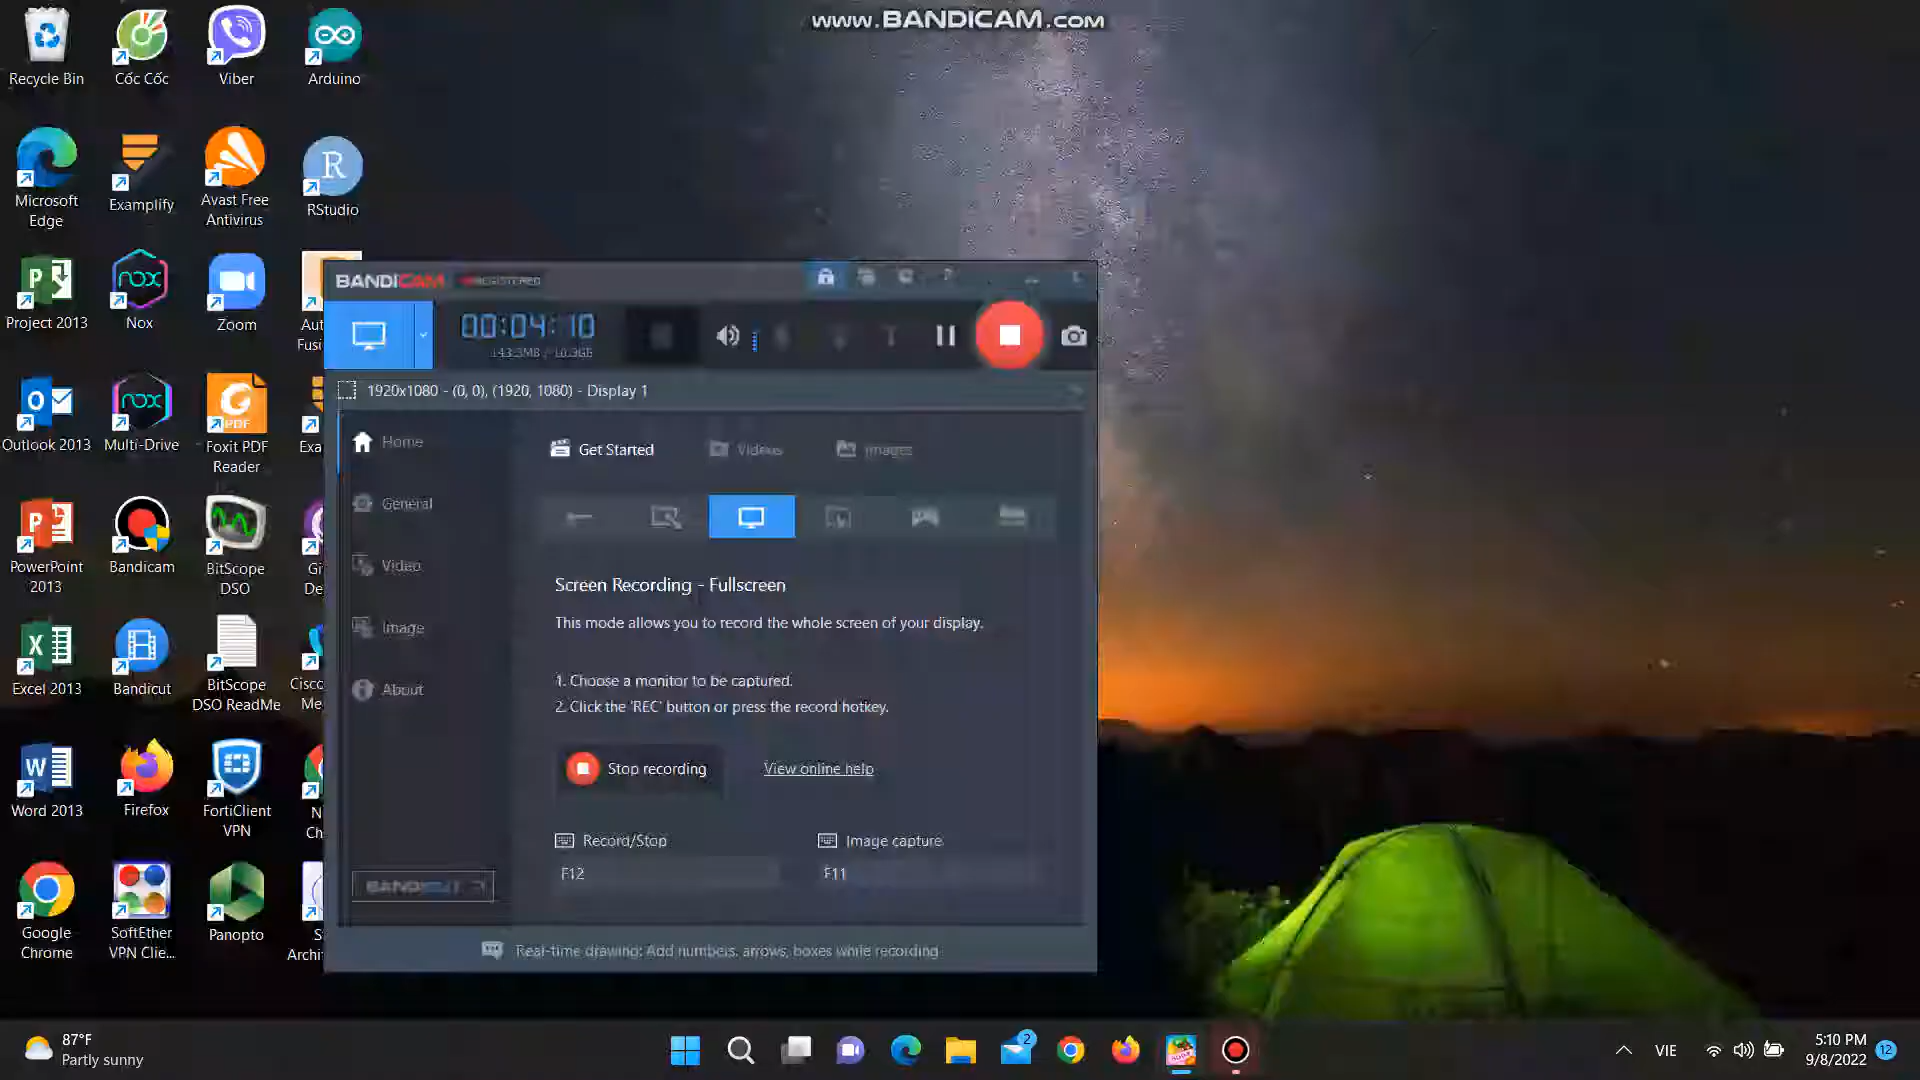 www.BANDICAM.com
Recycle Bin
Cốc Cốc
Viber
Arduino
Microsoft
Edge
Examplify
Avast Free
Antivirus
RStudio
Project 2013
Nox
Zoom
Aut
Fusi
Outlook 2013
Multi-Drive
Foxit PDF
Reader
Exa
PowerPoint
2013
Bandicam
BitScope
DSO
Gi
De
Excel 2013
Bandicut
BitScope
DSO ReadMe
Cisco
Me
Word 2013
Firefox
FortiClient
VPN
N
Ch
Google
Chrome
SoftEther
VPN Clie...
Panopto
S
Archi
BANDICAM UNREGISTERED
00:04:10
1920x1080 - (0, 0), (1920, 1080) - Display 1
Home
General
Video
Image
About
BANDICUT
Get Started
Videos
Images
Screen Recording - Fullscreen
This mode allows you to record the whole screen of your display.
1. Choose a monitor to be captured.
2. Click the 'REC' button or press the record hotkey.
Stop recording
View online help
Record/Stop
F12
Image capture
F11
Real-time drawing: Add numbers, arrows, boxes while recording
87°F
Partly sunny
2
VIE
5:10 PM
9/8/2022
12